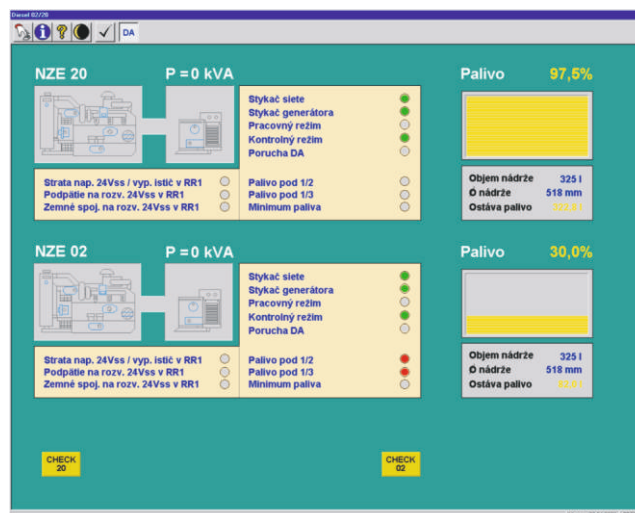 Diesel 02/20
DA
NZE 20 P = 0 kVA Palivo 97,5%
Stykač siete
Stykač generátora
Pracovný režim
Kontrolný režim
Porucha DA
Strata nap. 24Vss / vyp. istič v RR1
Podpätie na rozv. 24Vss v RR1
Zemné spoj. na rozv. 24Vss v RR1
Palivo pod 1/2
Palivo pod 1/3
Minimum paliva
Objem nádrže 325 l
Ó nádrže 518 mm
Ostáva palivo
NZE 02 P = 0 kVA Palivo 30,0%
Stykač siete
Stykač generátora
Pracovný režim
Kontrolný režim
Porucha DA
Strata nap. 24Vss / vyp. istič v RR1
Podpätie na rozv. 24Vss v RR1
Zemné spoj. na rozv. 24Vss v RR1
Palivo pod 1/2
Palivo pod 1/3
Minimum paliva
Objem nádrže 325 l
Ó nádrže 518 mm
Ostáva palivo
CHECK
20
CHECK
02